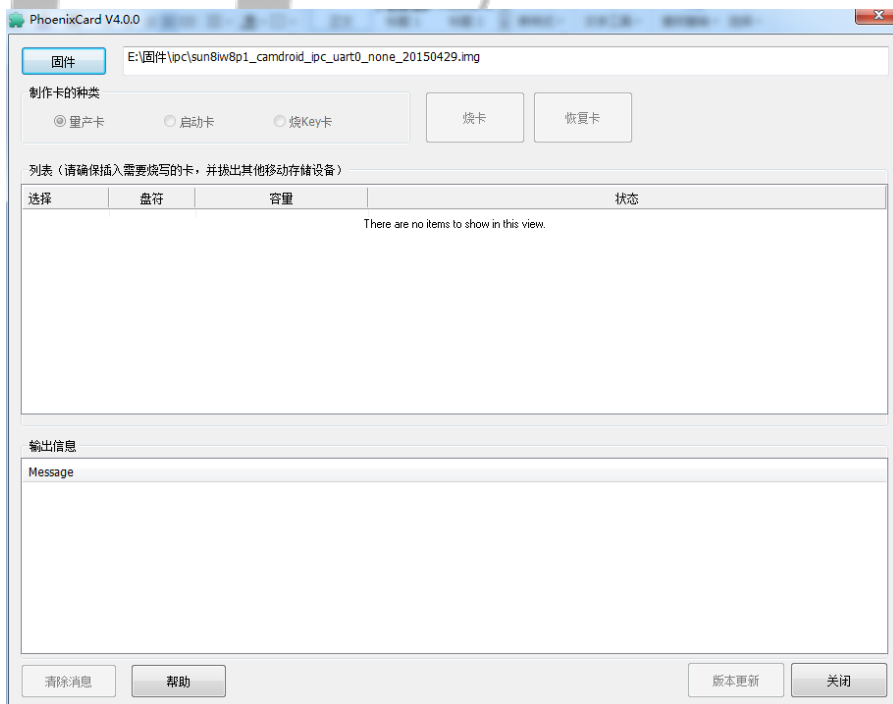 PhoenixCard V4.0.0
固件 E:\固件\ipc\sun8iw8p1_camdroid_ipc_uart0_none_20150429.img
制作卡的种类
量产卡 启动卡 烧Key卡 烧卡 恢复卡
列表（请确保插入需要烧写的卡，并拔出其他移动存储设备）
选择 盘符 容量 状态
There are no items to show in this view.
输出信息
Message
清除消息 帮助 版本更新 关闭